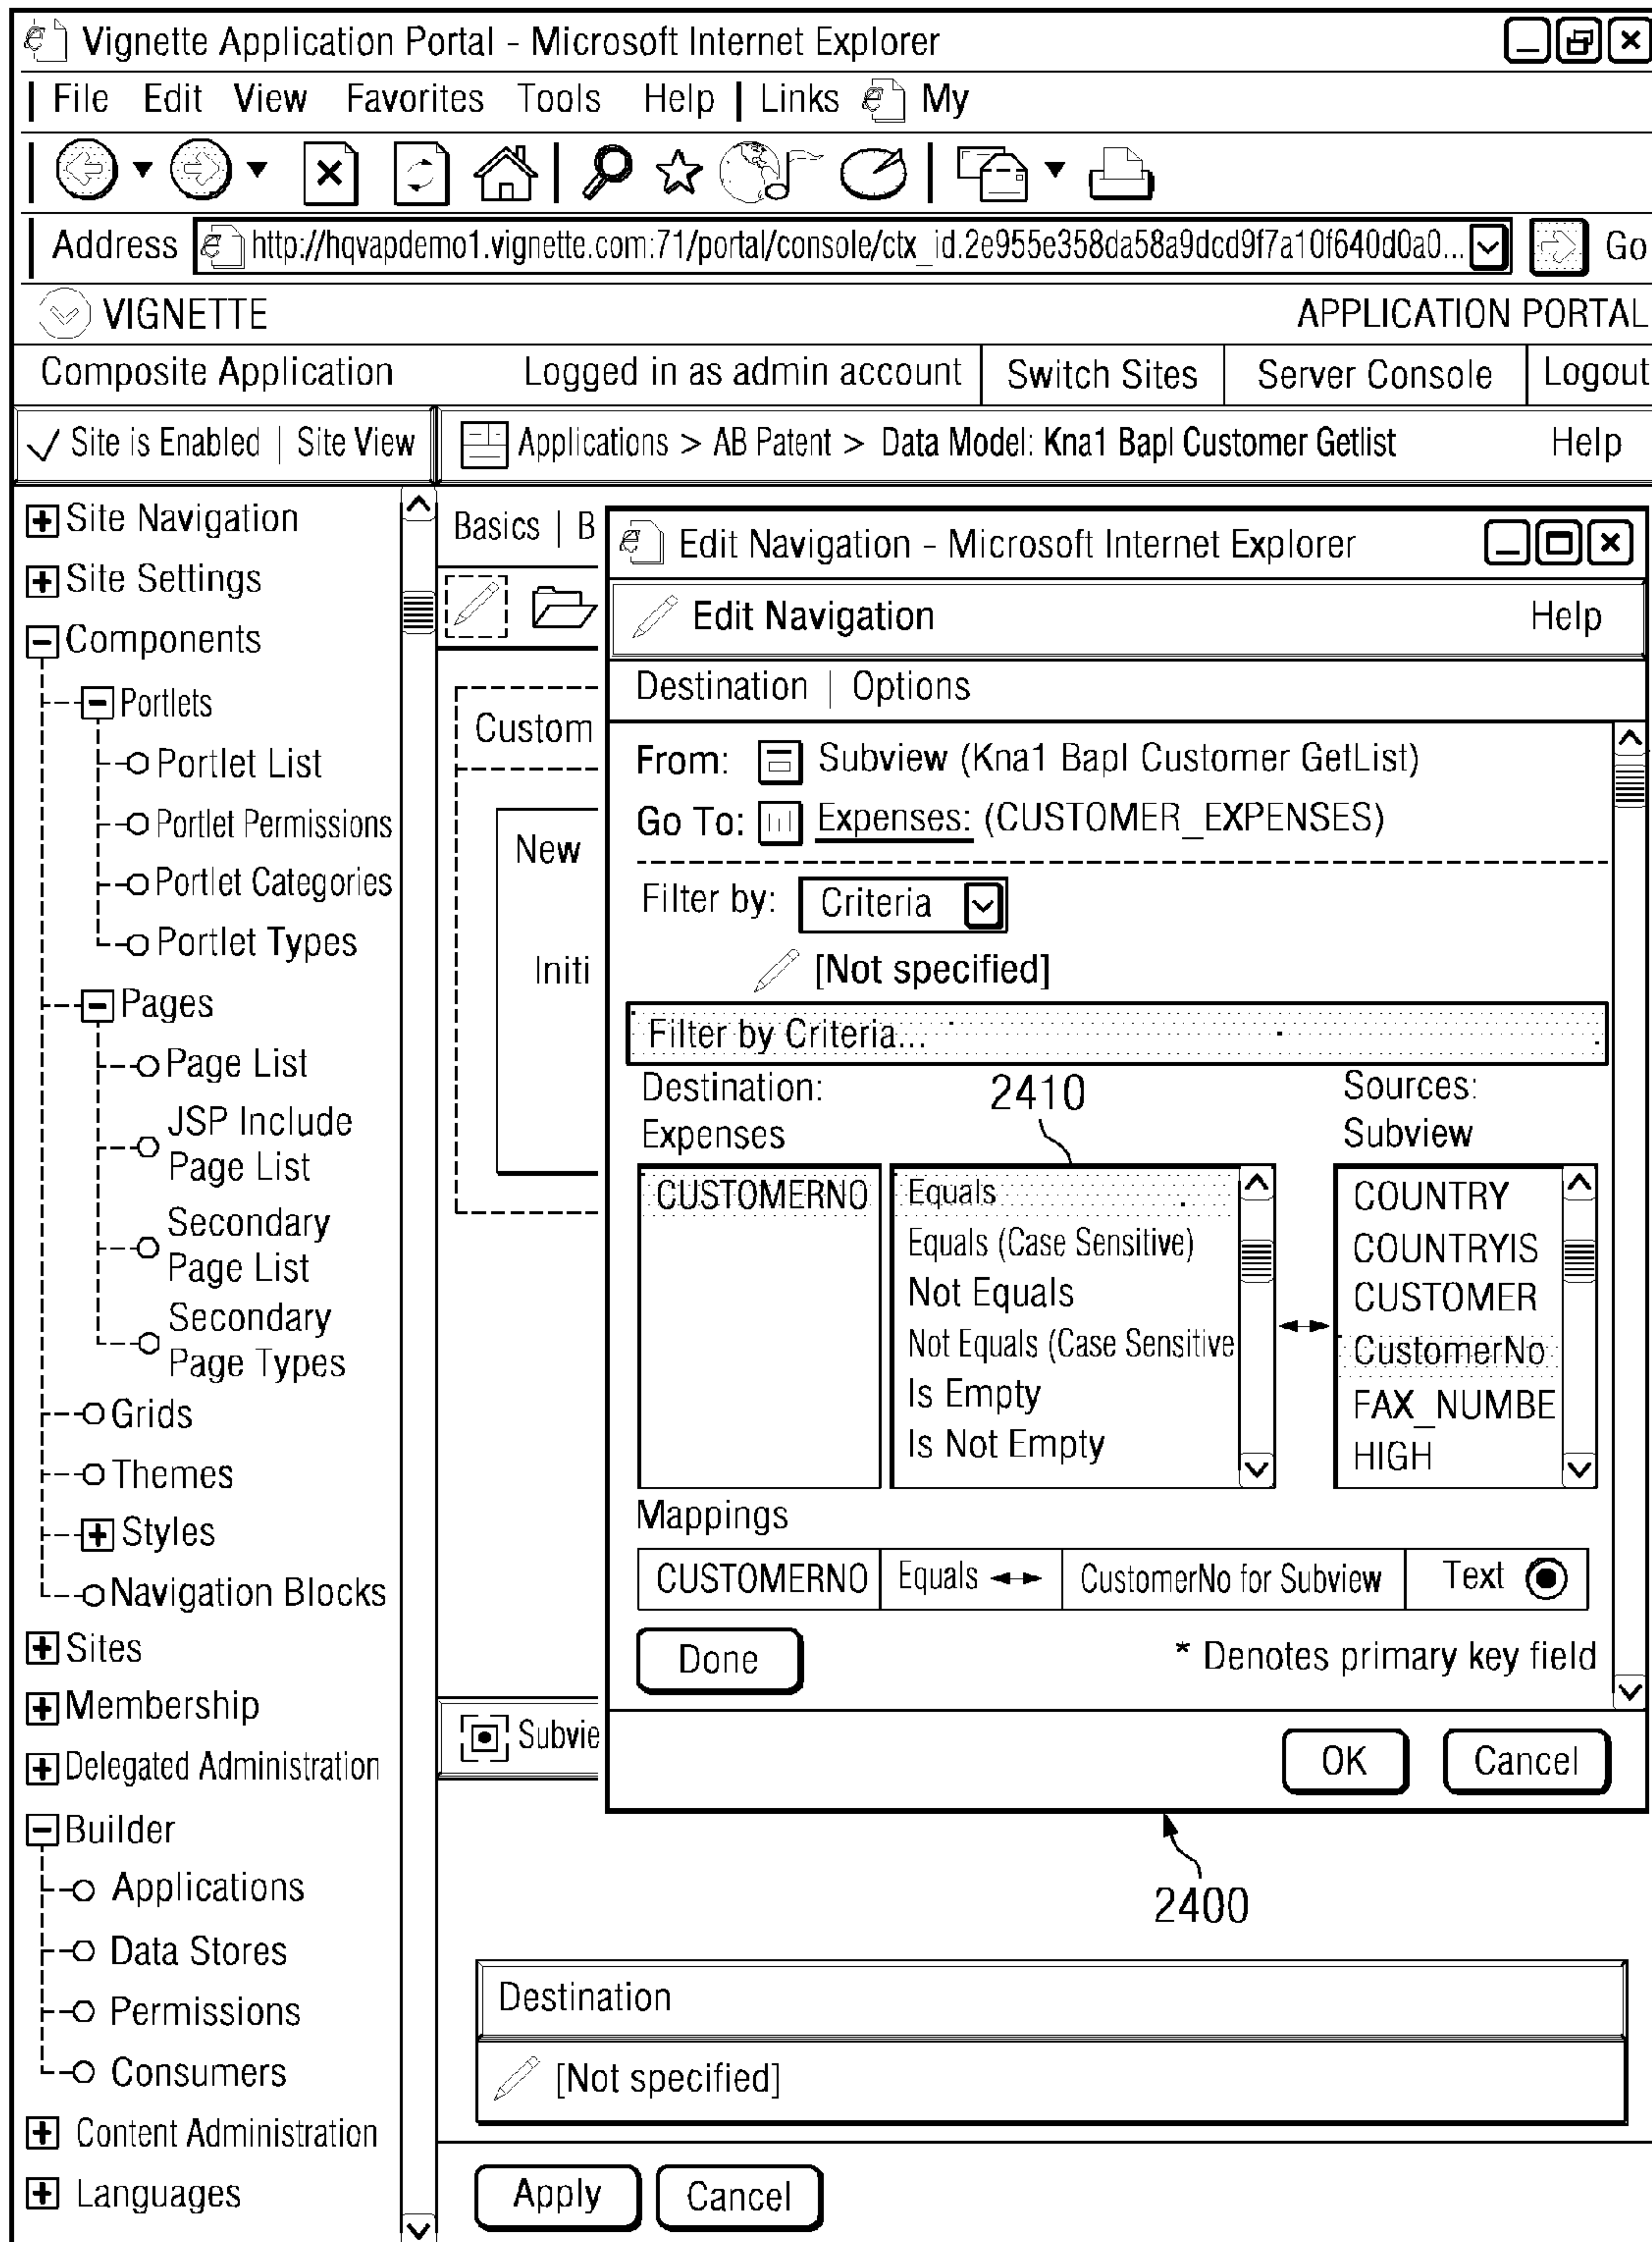 Vignette Application Portal - Microsoft Internet Explorer
File Edit View Favorites Tools Help | Links My
Address http://hqvapdemo1.vignette.com:71/portal/console/ctx_id.2e955e358da58a9dcd9f7a10f640d0a0... Go
VIGNETTE APPLICATION PORTAL
Composite Application Logged in as admin account Switch Sites Server Console Logout
Site is Enabled | Site View Applications > AB Patent > Data Model: Kna1 Bapl Customer Getlist Help
Site Navigation
Site Settings
Components
Portlets
Portlet List
Portlet Permissions
Portlet Categories
Portlet Types
Pages
Page List
JSP Include
Page List
Secondary
Page List
Secondary
Page Types
Grids
Themes
Styles
Navigation Blocks
Sites
Membership
Delegated Administration
Builder
Applications
Data Stores
Permissions
Consumers
Content Administration
Languages
Basics | B
Custom
New
Initi
Subvie
Edit Navigation - Microsoft Internet Explorer
Edit Navigation Help
Destination | Options
From: Subview (Kna1 Bapl Customer GetList)
Go To: Expenses: (CUSTOMER_EXPENSES)
Filter by: Criteria
[Not specified]
Filter by Criteria...
Destination:
Expenses
2410
Sources:
Subview
CUSTOMERNO
Equals
Equals (Case Sensitive)
Not Equals
Not Equals (Case Sensitive
Is Empty
Is Not Empty
COUNTRY
COUNTRYIS
CUSTOMER
CustomerNo
FAX_NUMBE
HIGH
Mappings
CUSTOMERNO Equals CustomerNo for Subview Text
Done * Denotes primary key field
OK Cancel
2400
Destination
[Not specified]
Apply Cancel